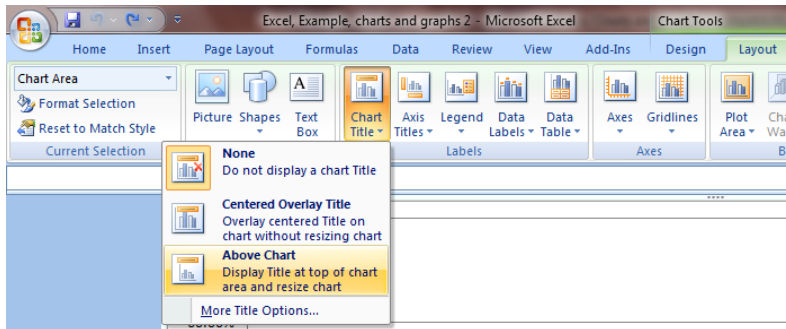 Excel, Example, charts and graphs 2 - Microsoft Excel
Chart Tools
Home Insert Page Layout Formulas Data Review View Add-Ins Design Layout
Chart Area
Format Selection
Reset to Match Style
Current Selection
Picture Shapes Text Box
Chart Title Axis Titles Legend Data Labels Data Table
Labels
Axes Gridlines
Axes
Plot Area
None
Do not display a chart Title
Centered Overlay Title
Overlay centered Title on
chart without resizing chart
Above Chart
Display Title at top of chart
area and resize chart
More Title Options...